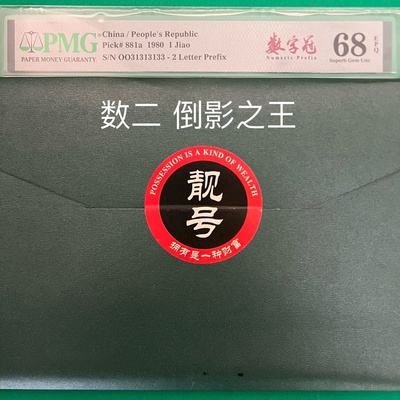 PMG
PAPER MONEY GUARANTY
China / People's Republic
Pick# 881a 1980 1 Jiao
S/N OO31313133 - 2 Letter Prefix
数字冠
Numeric Prefix
68
EPQ
Superb Gem Unc
数二 倒影之王
POSSESSION IS A KIND OF WEALTH
靓号
拥有是一种财富